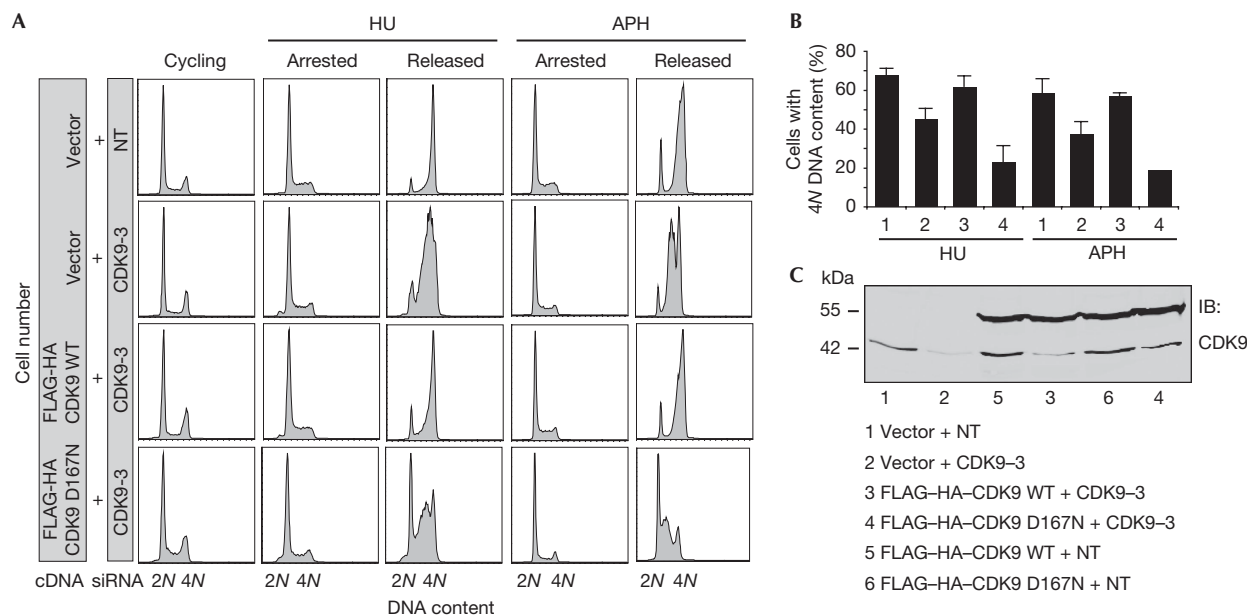 A
HU
APH
Cycling
Arrested
Released
Arrested
Released
Cell number
Vector
+
NT
Vector
+
CDK9-3
FLAG-HA
CDK9 WT
+
CDK9-3
FLAG-HA
CDK9 D167N
+
CDK9-3
cDNA siRNA
2N 4N
2N 4N
2N 4N
2N 4N
2N 4N
DNA content
B
Cells with
4N DNA content (%)
80
60
40
20
0
1 2 3 4 1 2 3 4
HU
APH
C
kDa
55
42
IB:
CDK9
1 2 5 3 6 4
1 Vector + NT
2 Vector + CDK9–3
3 FLAG–HA–CDK9 WT + CDK9–3
4 FLAG–HA–CDK9 D167N + CDK9–3
5 FLAG–HA–CDK9 WT + NT
6 FLAG–HA–CDK9 D167N + NT